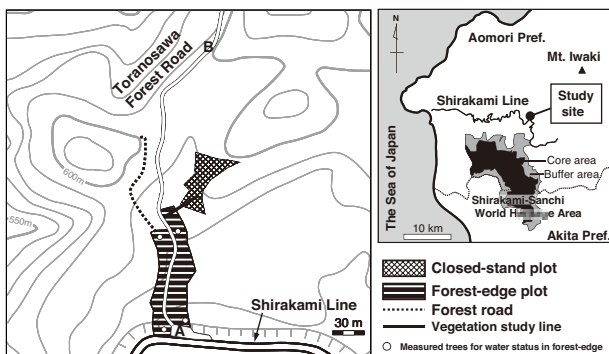 B
Toranosawa
Forest Road
600m
550m
A
Shirakami Line
30 m
N
Aomori Pref.
Mt. Iwaki
Shirakami Line
Study
site
The Sea of Japan
Core area
Buffer area
Shirakami-Sanchi
World Area
10 km
Akita Pref.
Closed-stand plot
Forest-edge plot
Forest road
Vegetation study line
Measured trees for water status in forest-edge